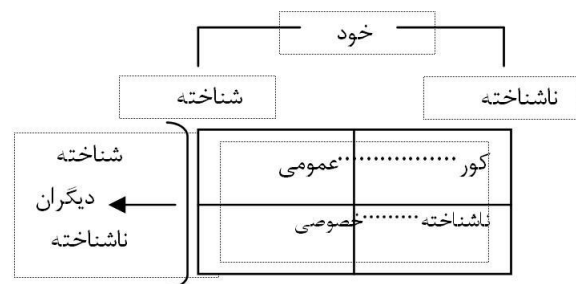 خود
ناشناخته شناخته
شناخته
دیگران
ناشناخته
کور ................. عمومی
ناشناخته ......... خصوصی